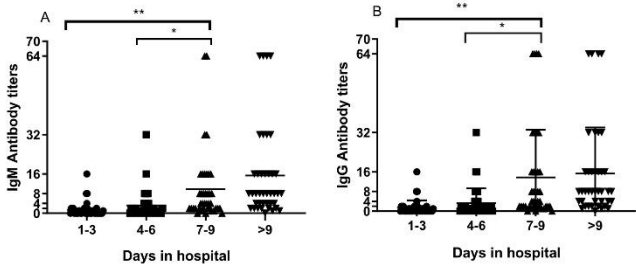 A
**
*
IgM Antibody titers
70
64
32
16
8
4
2
0
1-3 4-6 7-9 >9
Days in hospital
B
**
*
IgG Antibody titers
70
64
32
16
8
4
2
0
1-3 4-6 7-9 >9
Days in hospital